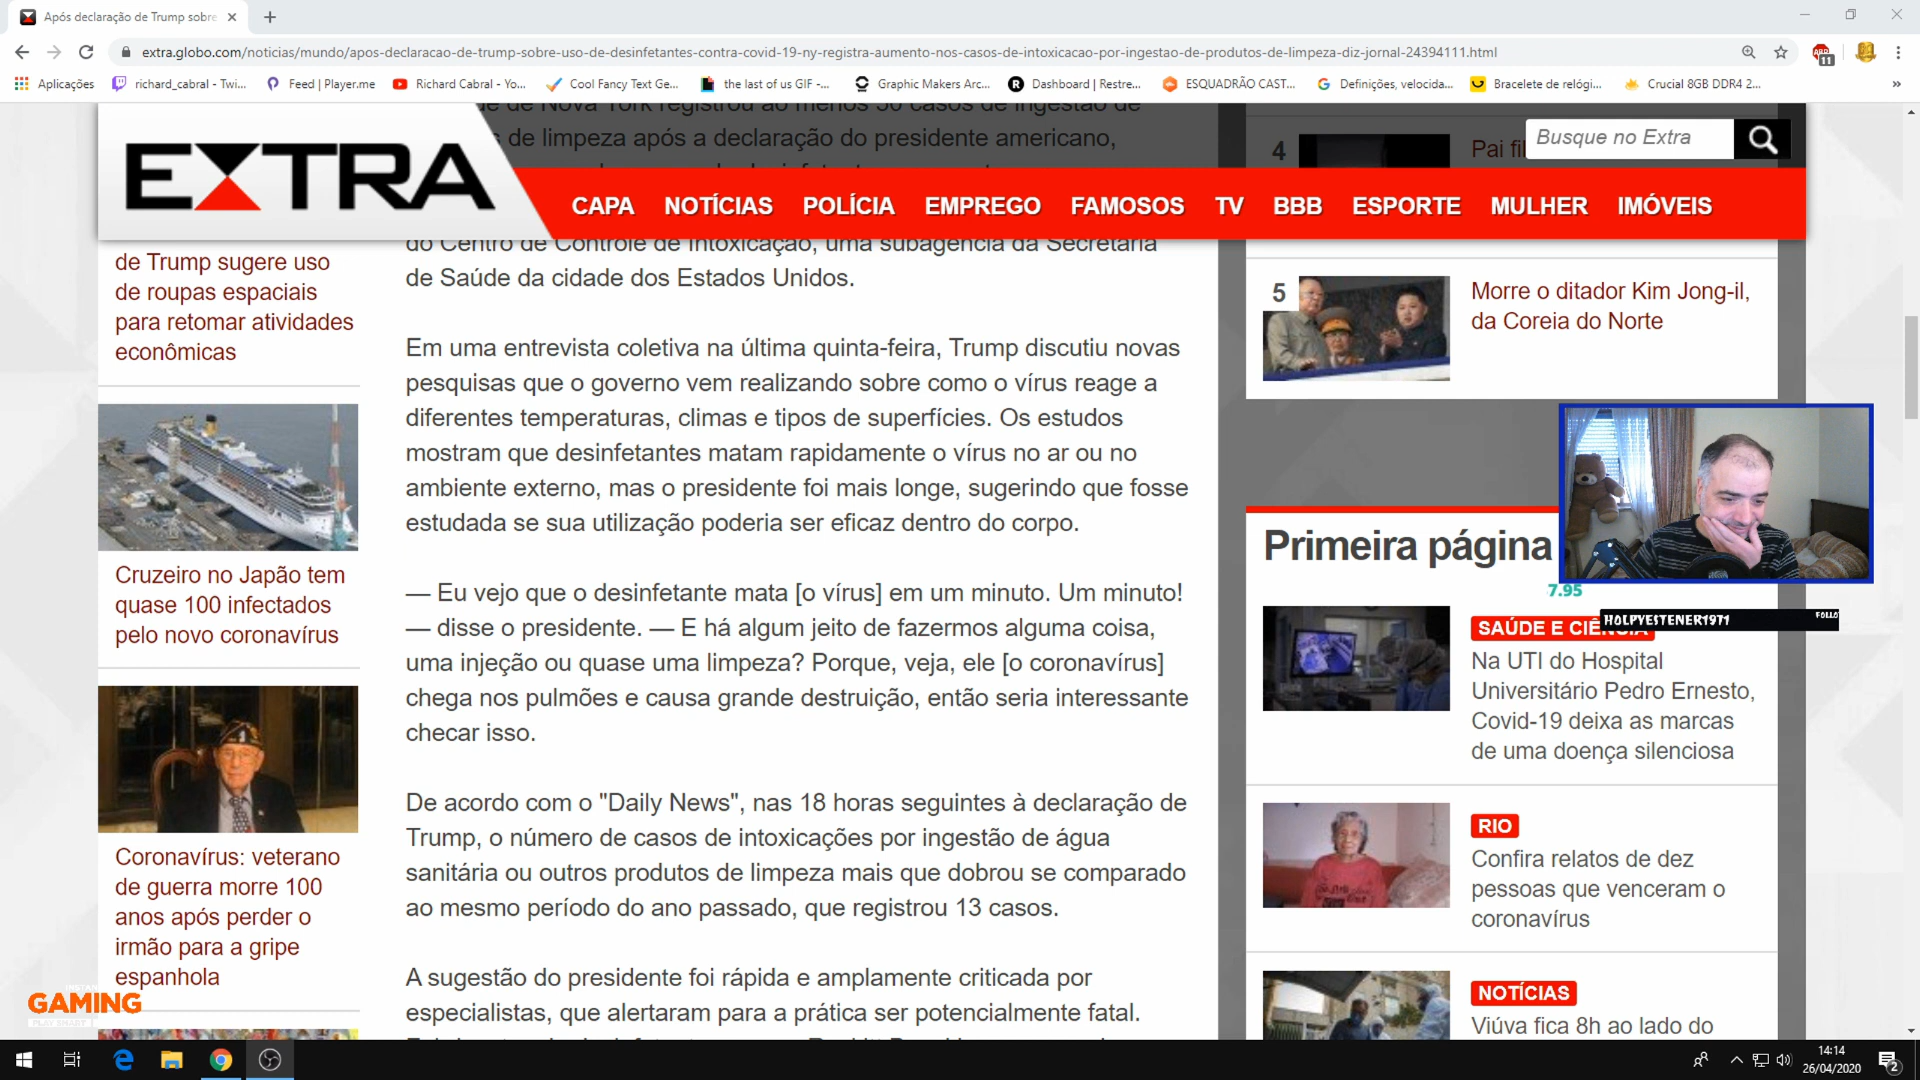 Após declaração de Trump sobre
extra.globo.com/noticias/mundo/apos-declaracao-de-trump-sobre-uso-de-desinfetantes-contra-covid-19-ny-registra-aumento-nos-casos-de-intoxicacao-por-ingestao-de-produtos-de-limpeza-diz-jornal-24394111.html
11
Aplicações
richard_cabral - Twi...
Feed | Player.me
Richard Cabral - Yo...
Cool Fancy Text Ge...
the last of us GIF -...
Graphic Makers Arc...
Dashboard | Restre...
ESQUADRÃO CAST...
Definições, velocida...
Bracelete de relógi...
Crucial 8GB DDR4 2...
»
de de Nova York registrou ao menos 30 casos de ingestão de
s de limpeza após a declaração do presidente americano,
EXTRA
4
Pai fil
Busque no Extra
CAPA NOTÍCIAS POLÍCIA EMPREGO FAMOSOS TV BBB ESPORTE MULHER IMÓVEIS
de Trump sugere uso
de roupas espaciais
para retomar atividades
econômicas
Cruzeiro no Japão tem
quase 100 infectados
pelo novo coronavírus
Coronavírus: veterano
de guerra morre 100
anos após perder o
irmão para a gripe
espanhola
do Centro de Controle de Intoxicação, uma subagência da Secretaria
de Saúde da cidade dos Estados Unidos.
Em uma entrevista coletiva na última quinta-feira, Trump discutiu novas
pesquisas que o governo vem realizando sobre como o vírus reage a
diferentes temperaturas, climas e tipos de superfícies. Os estudos
mostram que desinfetantes matam rapidamente o vírus no ar ou no
ambiente externo, mas o presidente foi mais longe, sugerindo que fosse
estudada se sua utilização poderia ser eficaz dentro do corpo.
— Eu vejo que o desinfetante mata [o vírus] em um minuto. Um minuto!
— disse o presidente. — E há algum jeito de fazermos alguma coisa,
uma injeção ou quase uma limpeza? Porque, veja, ele [o coronavírus]
chega nos pulmões e causa grande destruição, então seria interessante
checar isso.
De acordo com o "Daily News", nas 18 horas seguintes à declaração de
Trump, o número de casos de intoxicações por ingestão de água
sanitária ou outros produtos de limpeza mais que dobrou se comparado
ao mesmo período do ano passado, que registrou 13 casos.
A sugestão do presidente foi rápida e amplamente criticada por
especialistas, que alertaram para a prática ser potencialmente fatal.
5
Morre o ditador Kim Jong-il,
da Coreia do Norte
Primeira página
7.95
HOLPYESTENER1971
FOLLO
SAÚDE E CIÊNCIA
Na UTI do Hospital
Universitário Pedro Ernesto,
Covid-19 deixa as marcas
de uma doença silenciosa
RIO
Confira relatos de dez
pessoas que venceram o
coronavírus
NOTÍCIAS
Viúva fica 8h ao lado do
INSTANT
GAMING
PLAY SMART
14:14
26/04/2020
2